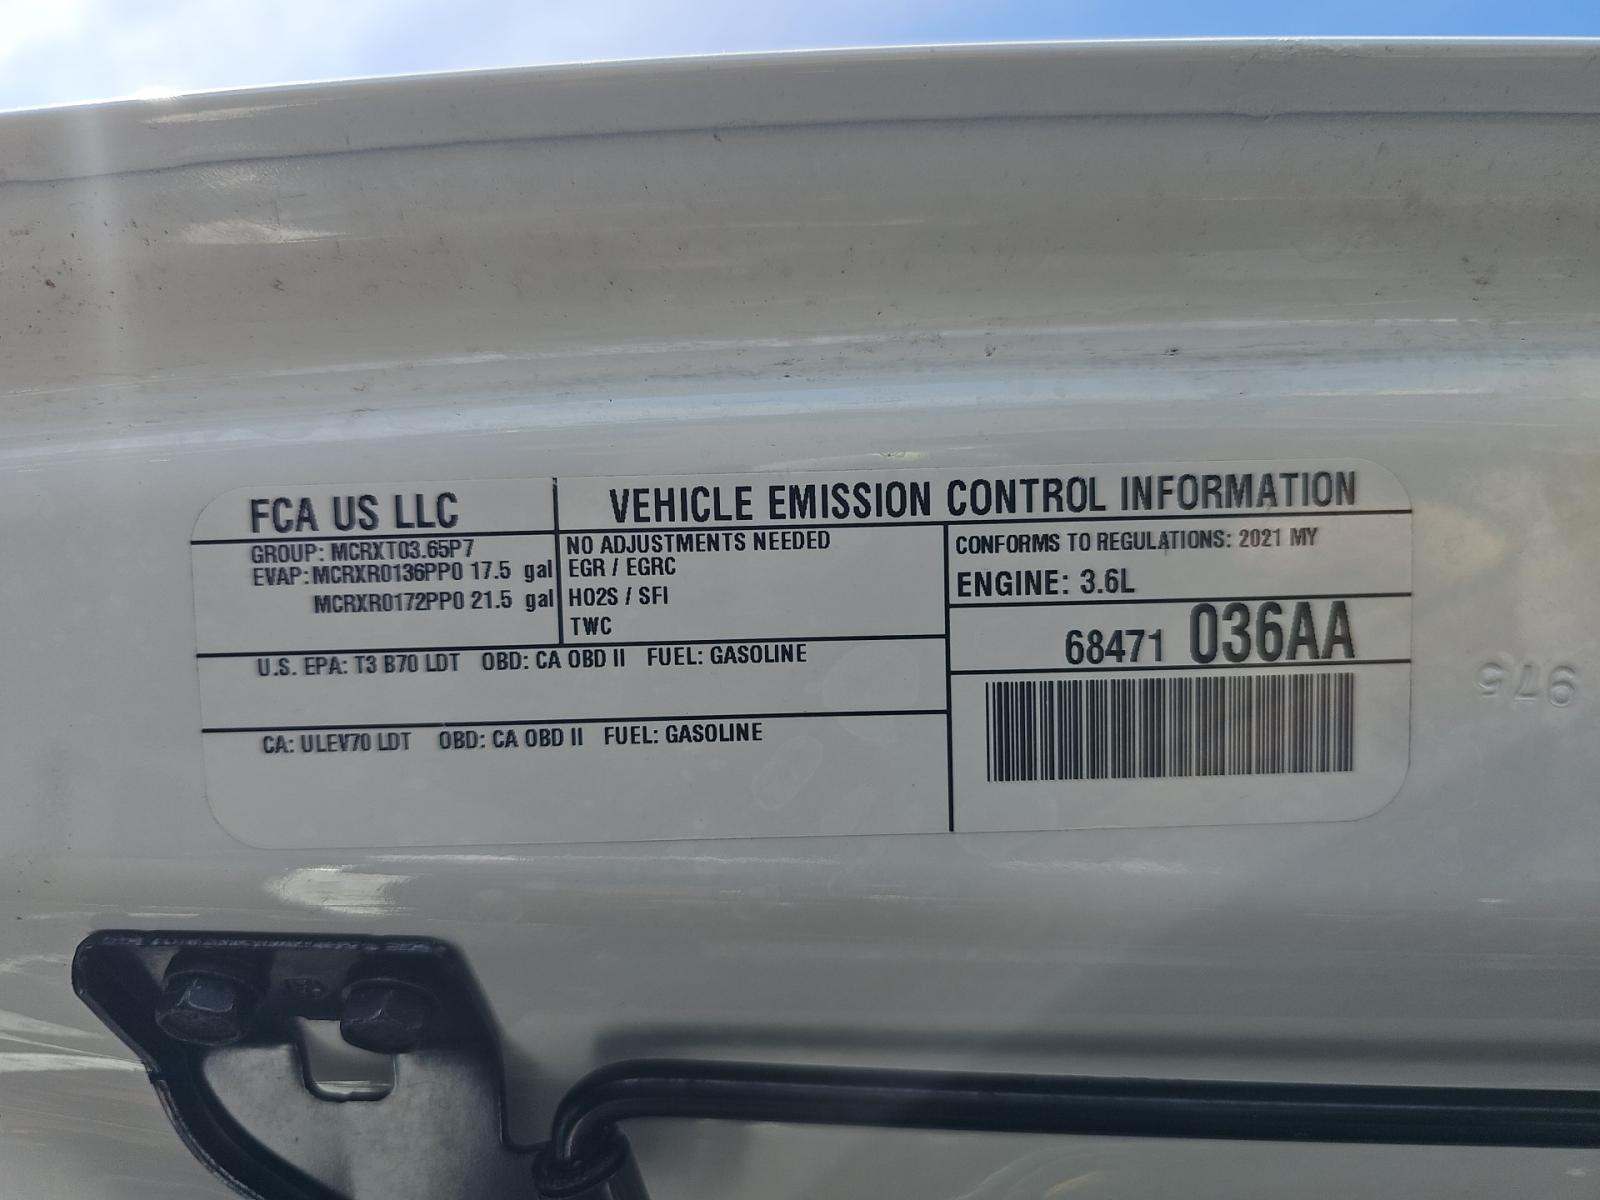 FCA US LLC
VEHICLE EMISSION CONTROL INFORMATION
GROUP: MCRXT03.65P7
EVAP: MCRXR0136PP0 17.5 gal
MCRXR0172PP0 21.5 gal
NO ADJUSTMENTS NEEDED
EGR / EGRC
HO2S / SFI
TWC
CONFORMS TO REGULATIONS: 2021 MY
ENGINE: 3.6L
68471 036AA
U.S. EPA: T3 B70 LDT OBD: CA OBD II FUEL: GASOLINE
CA: ULEV70 LDT OBD: CA OBD II FUEL: GASOLINE
975